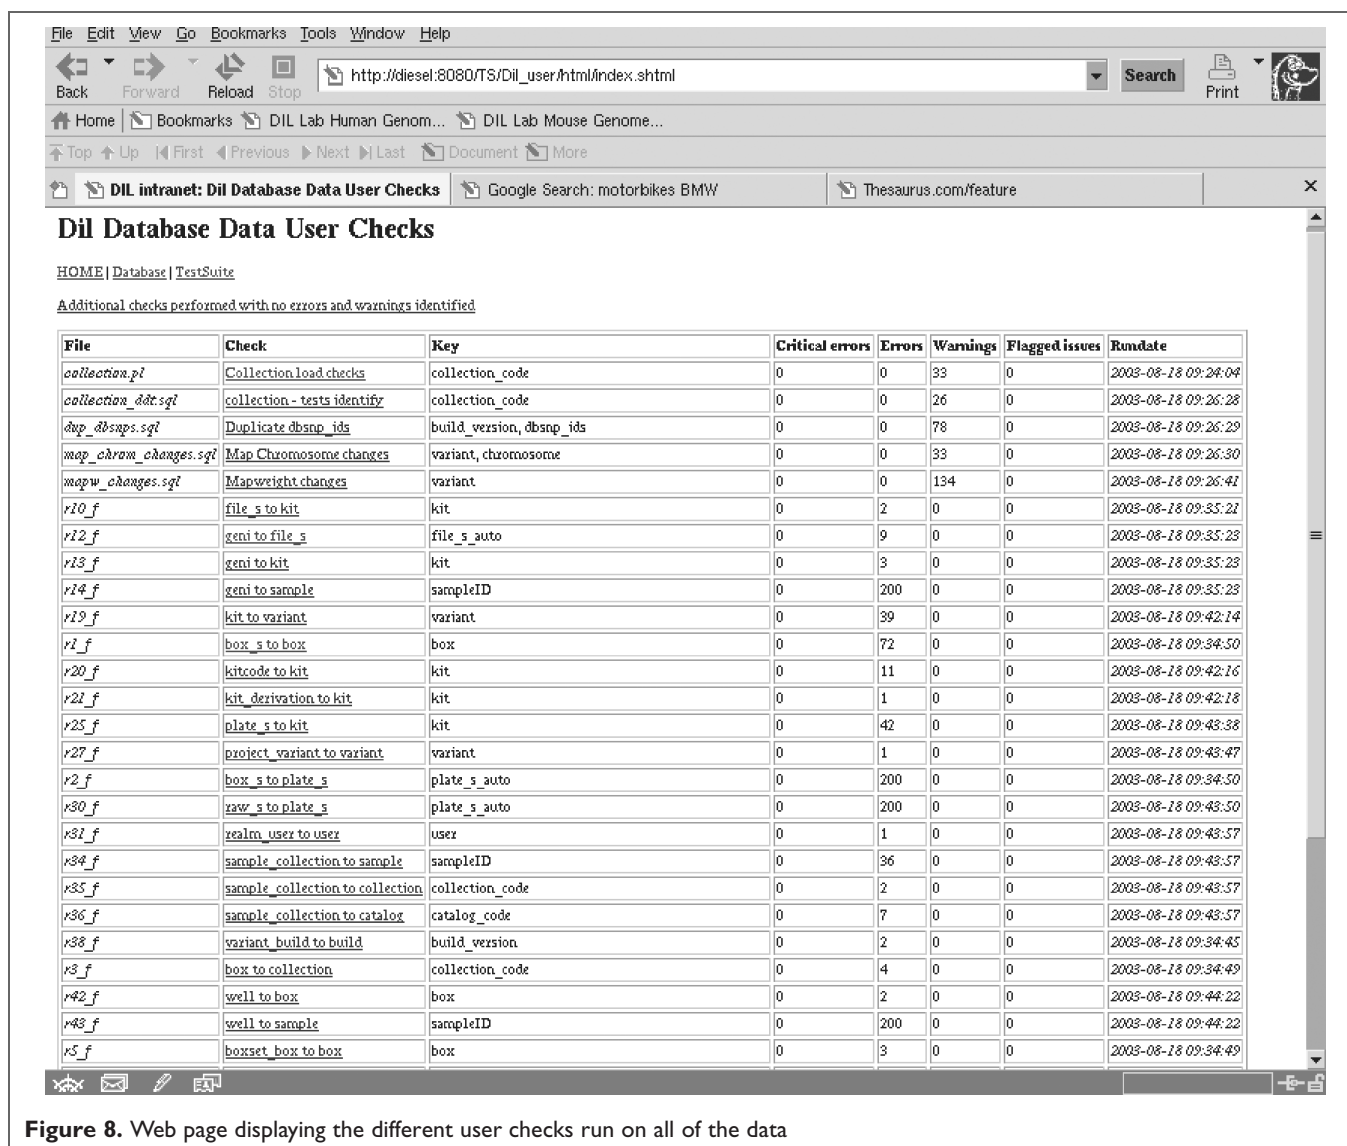 File Edit View Go Bookmarks Tools Window Help
http://diesel:8080/TS/Dil_user/html/index.shtml Search
Back Forward Reload Stop Print
Home Bookmarks DIL Lab Human Genom... DIL Lab Mouse Genome...
Top Up First Previous Next Last Document More
DIL intranet: Dil Database Data User Checks Google Search: motorbikes BMW Thesaurus.com/feature
Dil Database Data User Checks
HOME | Database | TestSuite
Additional checks performed with no errors and warnings identified
File Check Key Critical errors Errors Warnings Flagged issues Rundate
collection.pl Collection load checks collection_code 0 0 33 0 2003-08-18 09:24:04
collection_ddt.sql collection - tests identify collection_code 0 0 26 0 2003-08-18 09:26:28
dup_dbsnps.sql Duplicate dbsnp_ids build_version, dbsnp_ids 0 0 78 0 2003-08-18 09:26:29
map_chrom_changes.sql Map Chromosome changes variant, chromosome 0 0 33 0 2003-08-18 09:26:30
mapw_changes.sql Mapweight changes variant 0 0 134 0 2003-08-18 09:26:41
r10_f file_s to kit kit 0 2 0 0 2003-08-18 09:35:21
r12_f geni to file_s file_s_auto 0 9 0 0 2003-08-18 09:35:23
r13_f geni to kit kit 0 3 0 0 2003-08-18 09:35:23
r14_f geni to sample sampleID 0 200 0 0 2003-08-18 09:35:23
r19_f kit to variant variant 0 39 0 0 2003-08-18 09:42:14
r1_f box_s to box box 0 72 0 0 2003-08-18 09:34:50
r20_f kitcode to kit kit 0 11 0 0 2003-08-18 09:42:16
r21_f kit_derivation to kit kit 0 1 0 0 2003-08-18 09:42:18
r25_f plate_s to kit kit 0 42 0 0 2003-08-18 09:43:38
r27_f project_variant to variant variant 0 1 0 0 2003-08-18 09:43:47
r2_f box_s to plate_s plate_s_auto 0 200 0 0 2003-08-18 09:34:50
r30_f raw_s to plate_s plate_s_auto 0 200 0 0 2003-08-18 09:43:50
r31_f realm_user to user user 0 1 0 0 2003-08-18 09:43:57
r34_f sample_collection to sample sampleID 0 36 0 0 2003-08-18 09:43:57
r35_f sample_collection to collection collection_code 0 2 0 0 2003-08-18 09:43:57
r36_f sample_collection to catalog catalog_code 0 7 0 0 2003-08-18 09:43:57
r38_f variant_build to build build_version 0 2 0 0 2003-08-18 09:34:45
r3_f box to collection collection_code 0 4 0 0 2003-08-18 09:34:49
r42_f well to box box 0 2 0 0 2003-08-18 09:44:22
r43_f well to sample sampleID 0 200 0 0 2003-08-18 09:44:22
r5_f boxset_box to box box 0 3 0 0 2003-08-18 09:34:49
Figure 8. Web page displaying the different user checks run on all of the data